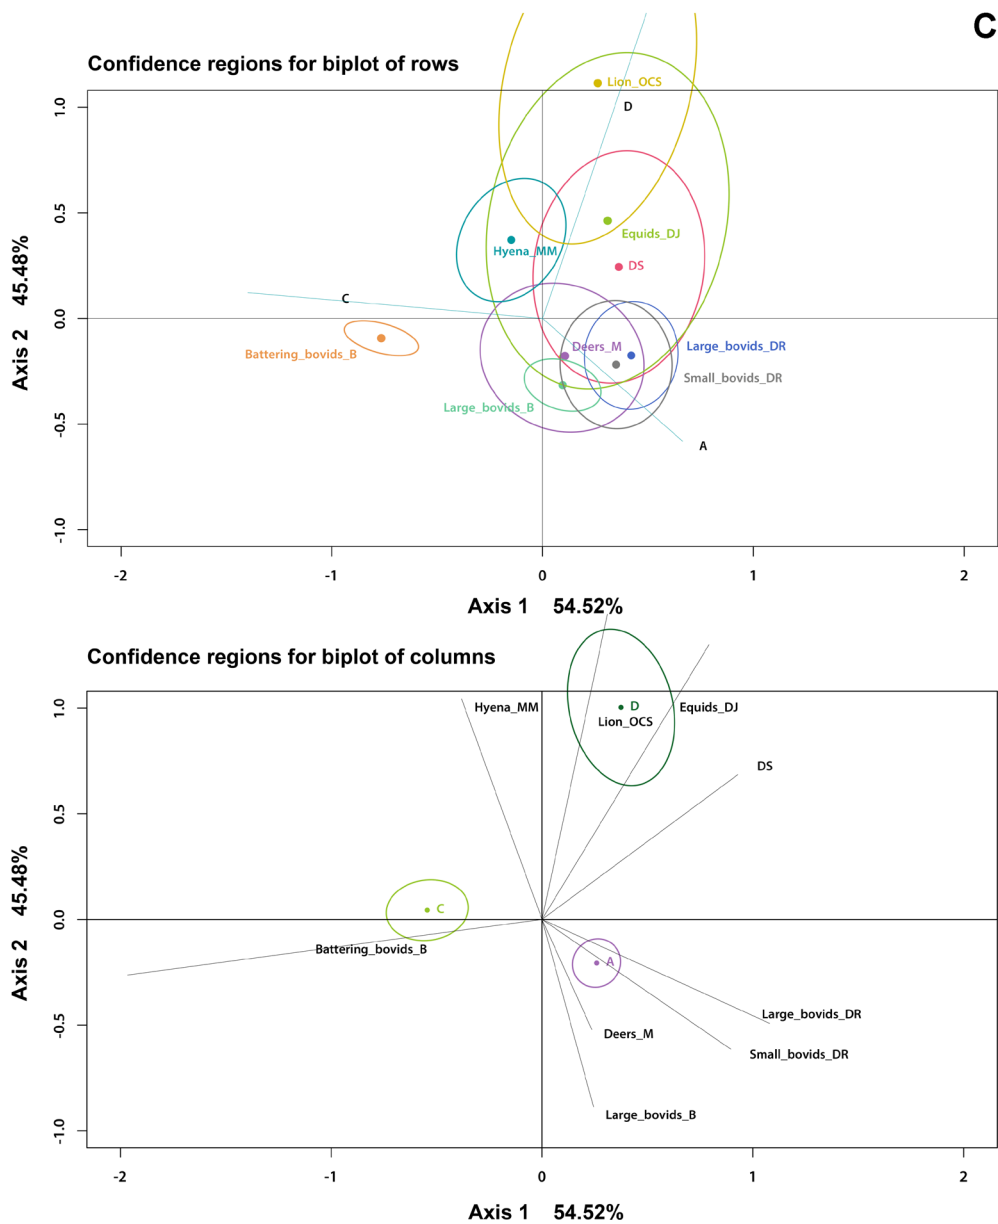 C
Confidence regions for biplot of rows
Lion_OCS
D
Equids_DJ
Hyena_MM
DS
C
Battering_bovids_B
Deers_M
Large_bovids_DR
Small_bovids_DR
Large_bovids_B
A
1.0
0.5
0.0
-0.5
-1.0
Axis 2 45.48%
-2 -1 0 1 2
Axis 1 54.52%
Confidence regions for biplot of columns
Hyena_MM
D
Lion_OCS
Equids_DJ
DS
C
Battering_bovids_B
A
Large_bovids_DR
Deers_M
Small_bovids_DR
Large_bovids_B
1.0
0.5
0.0
-0.5
-1.0
Axis 2 45.48%
-2 -1 0 1 2
Axis 1 54.52%